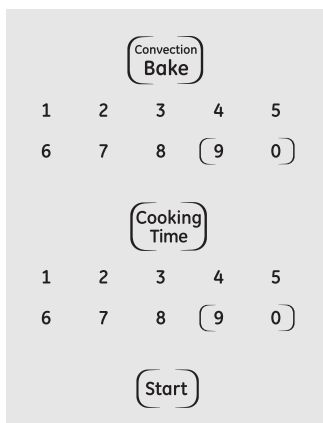 Convection
Bake
1 2 3 4 5
6 7 8 9 0
Cooking
Time
1 2 3 4 5
6 7 8 9 0
Start